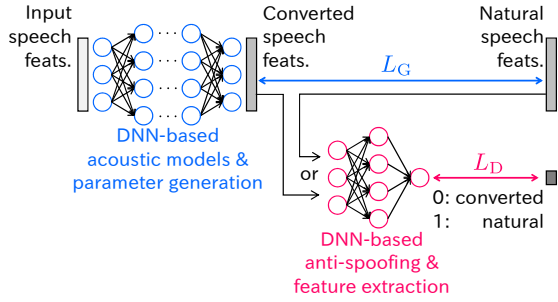 Input
speech
feats.
Converted
speech
feats.
Natural
speech
feats.
L_G
DNN-based
acoustic models &
parameter generation
or
L_D
0: converted
1: natural
DNN-based
anti-spoofing &
feature extraction